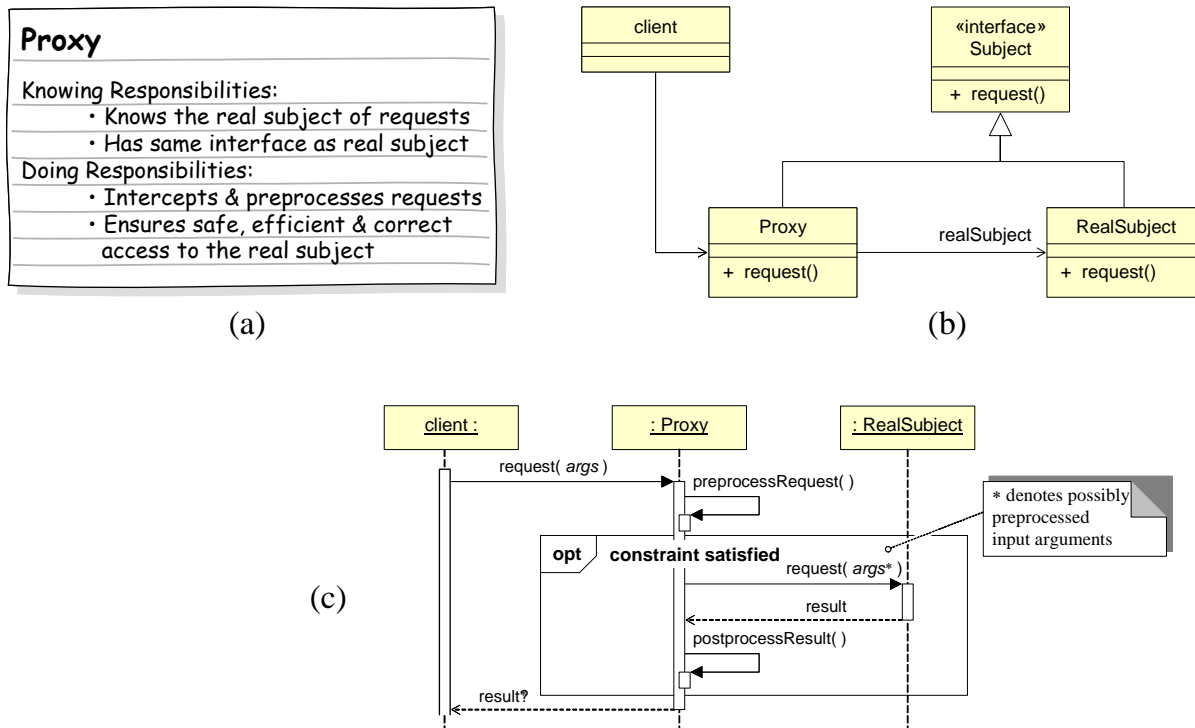 Proxy
Knowing Responsibilities:
• Knows the real subject of requests
• Has same interface as real subject
Doing Responsibilities:
• Intercepts & preprocesses requests
• Ensures safe, efficient & correct
access to the real subject
(a)
client
«interface»
Subject
+ request()
Proxy
+ request()
realSubject
RealSubject
+ request()
(b)
client :
: Proxy
: RealSubject
request( args )
preprocessRequest( )
* denotes possibly
preprocessed
input arguments
opt
constraint satisfied
request( args* )
result
postprocessResult( )
(c)